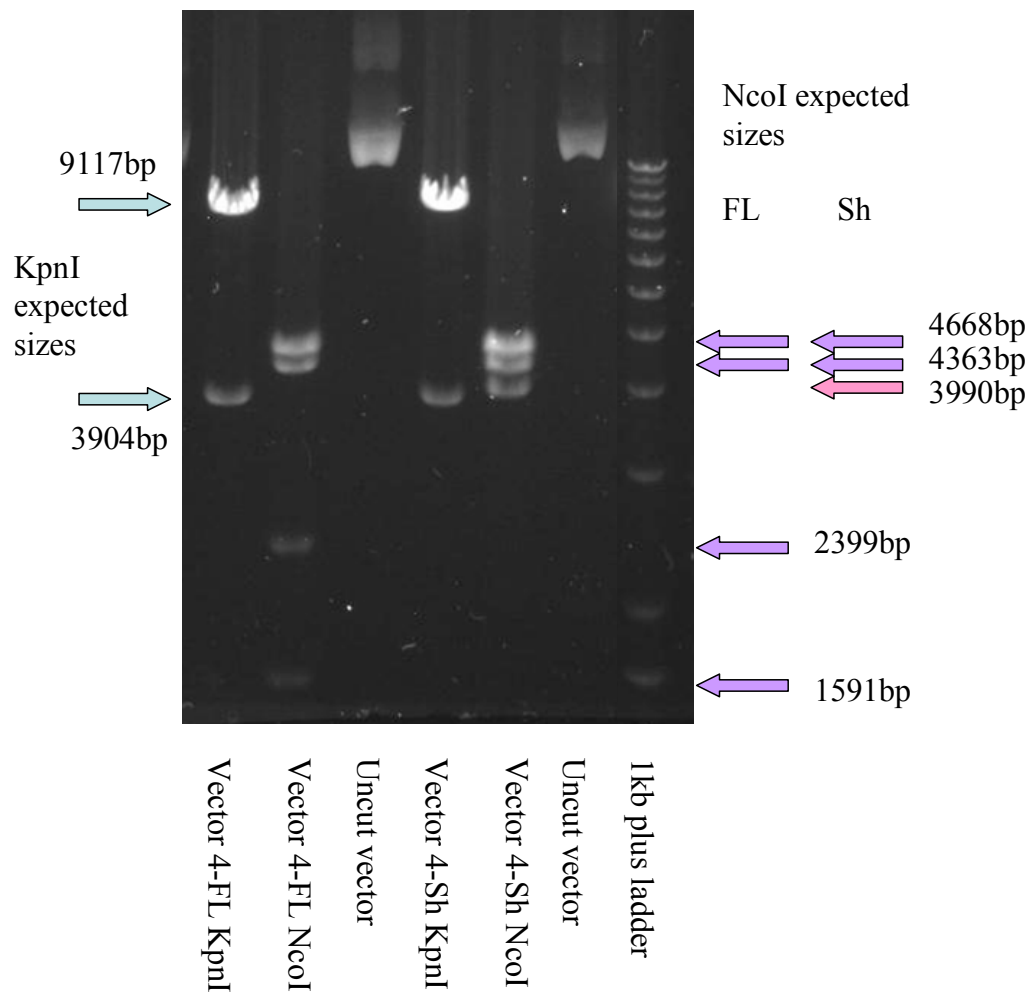 9117bp
KpnI
expected
sizes
3904bp
NcoI expected
sizes
FL Sh
4668bp
4363bp
3990bp
2399bp
1591bp
Vector 4-FL KpnI
Vector 4-FL NcoI
Uncut vector
Vector 4-Sh KpnI
Vector 4-Sh NcoI
Uncut vector
1kb plus ladder